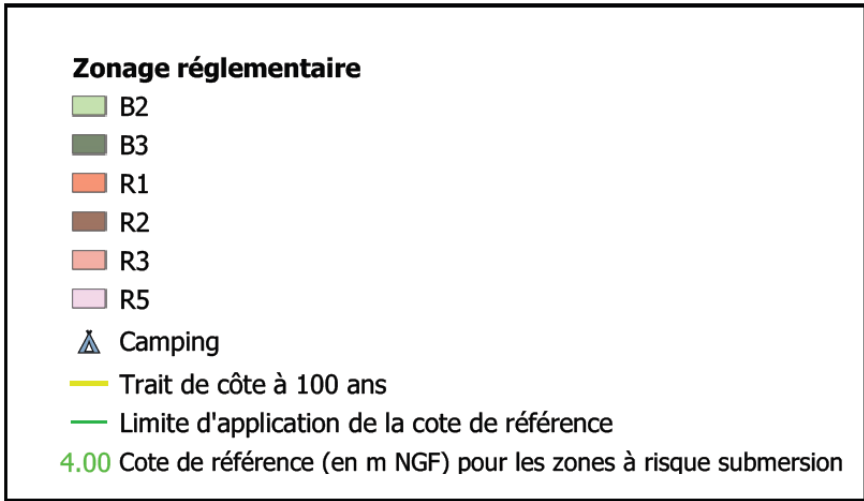 Zonage réglementaire
B2
B3
R1
R2
R3
R5
Camping
Trait de côte à 100 ans
Limite d'application de la cote de référence
4.00 Cote de référence (en m NGF) pour les zones à risque submersion